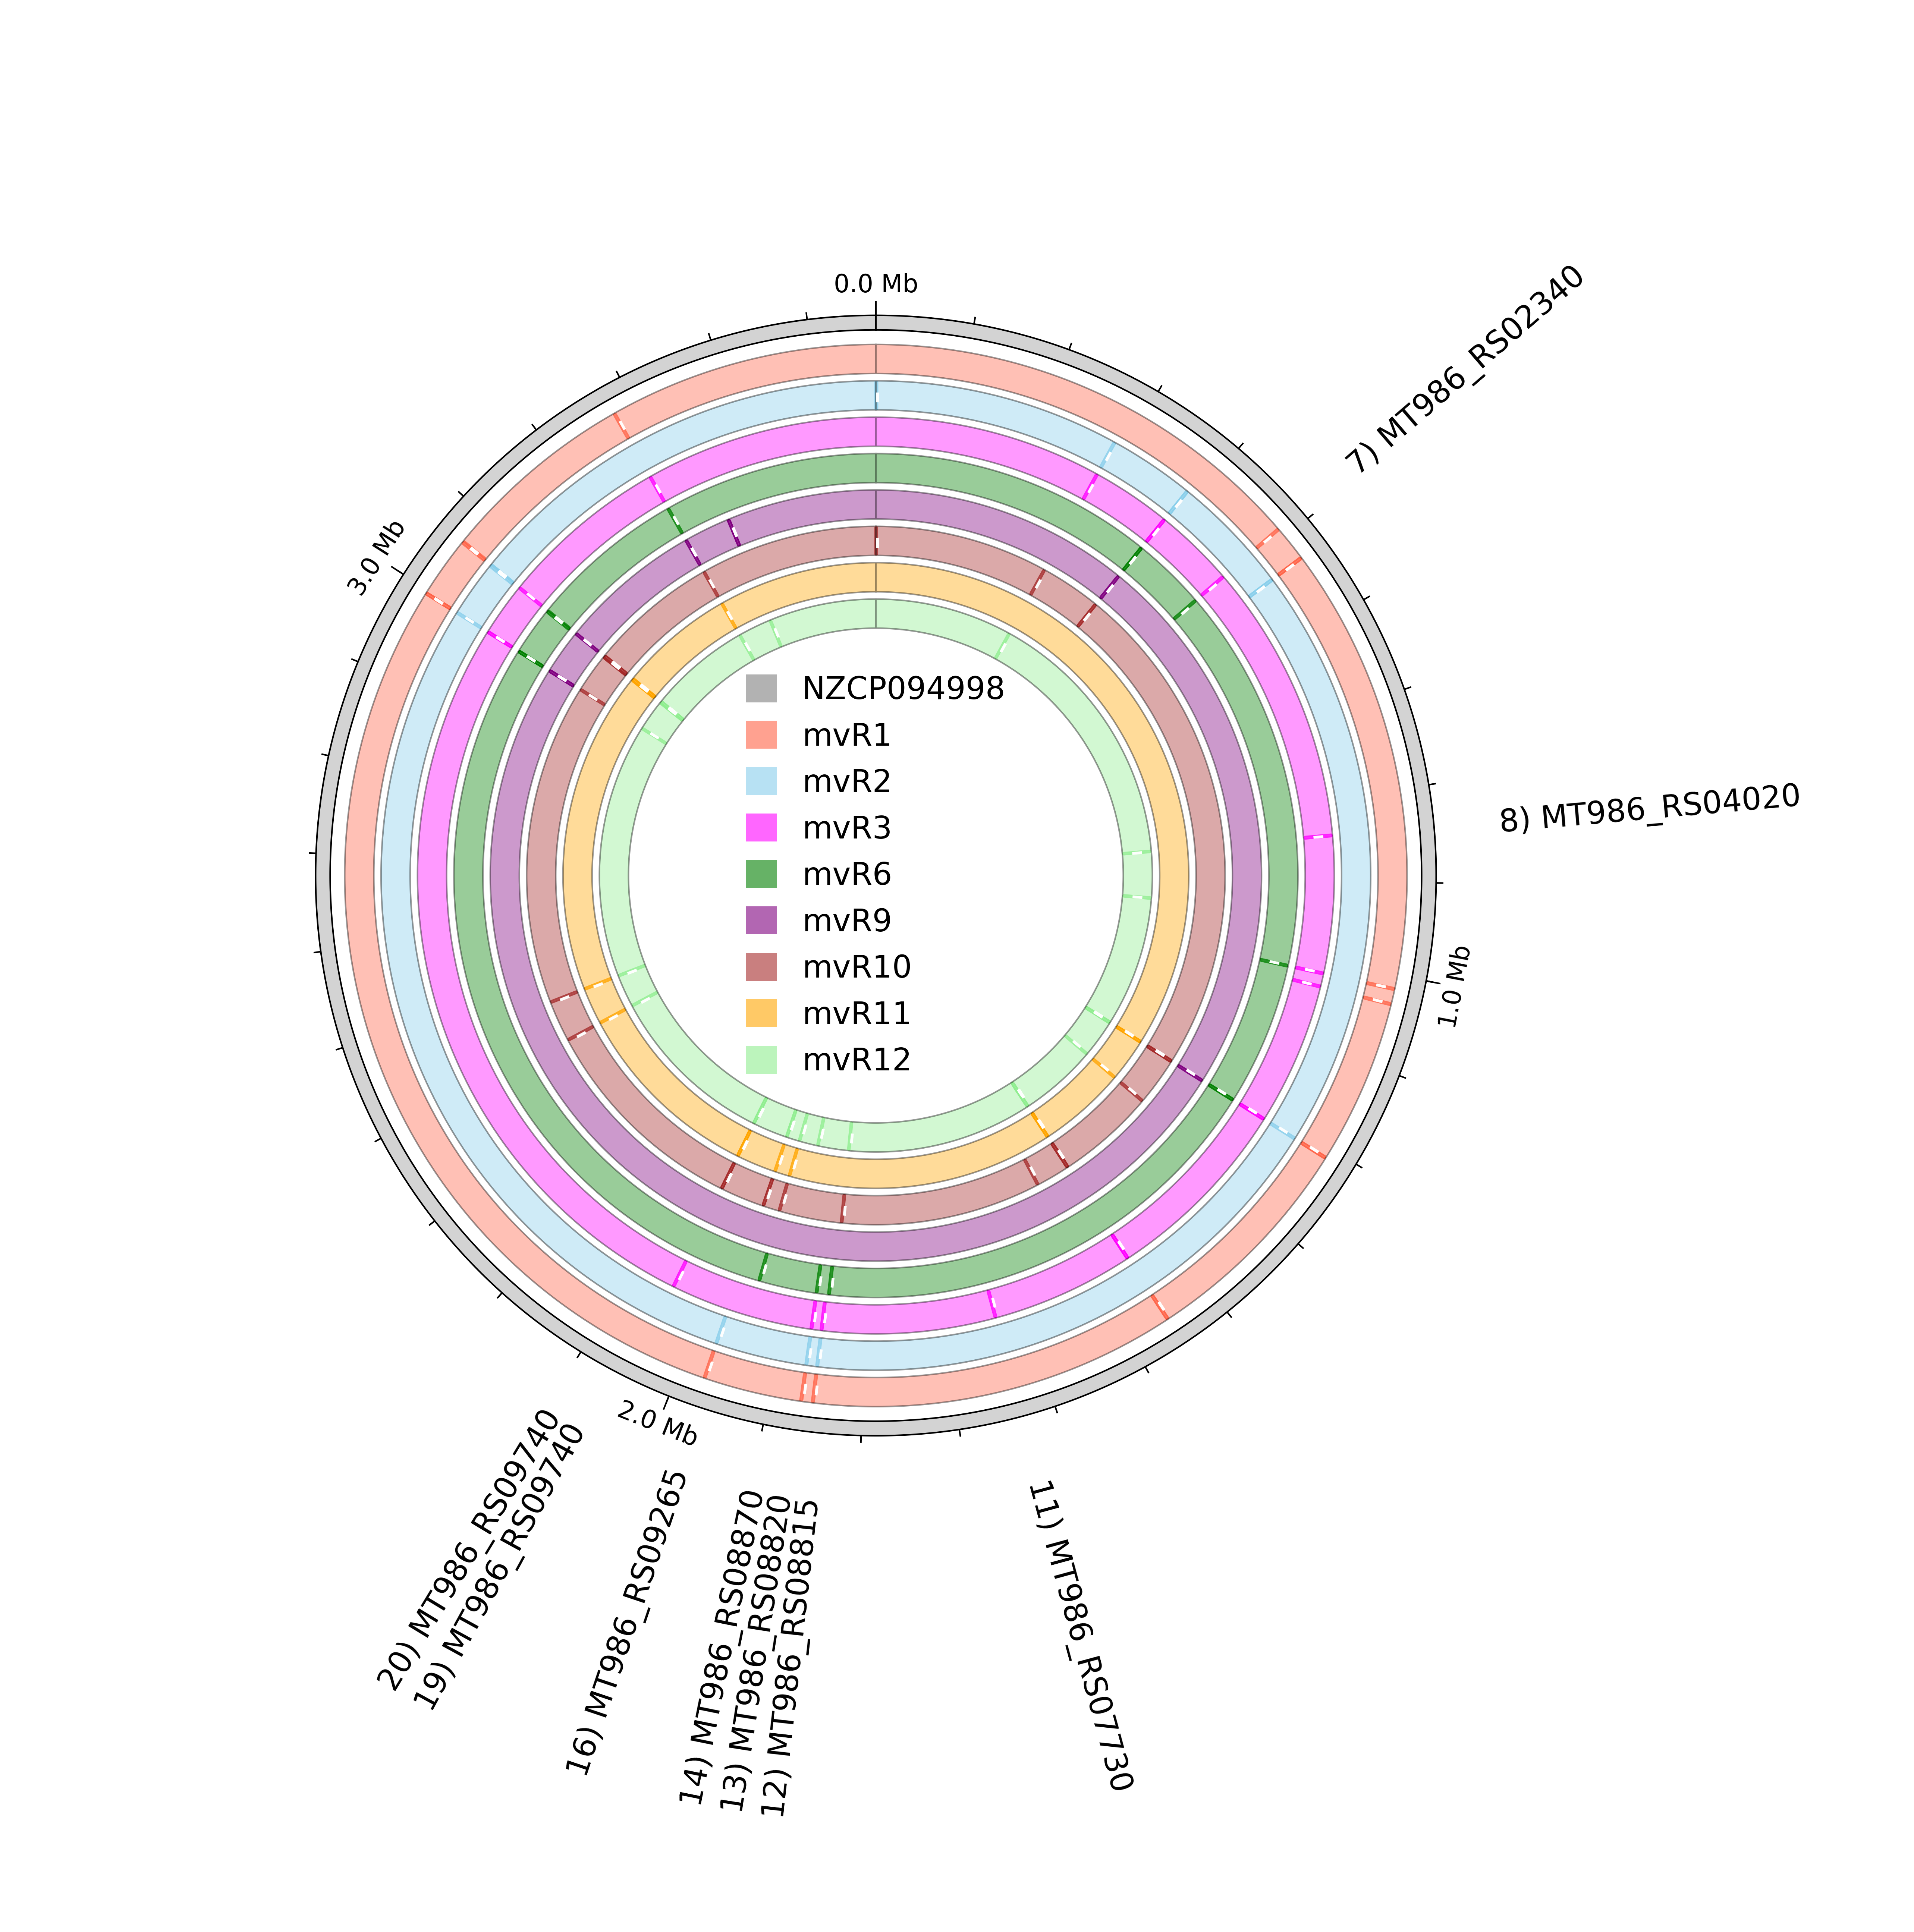 0.0 Mb
7) MT986_RS02340
3.0 Mb
NZCP094998
mvR1
mvR2
8) MT986_RS04020
mvR3
mvR6
mvR9
mvR10
1.0 Mb
mvR11
mvR12
2.0 Mb
20) MT986_RS09740
19) MT986_RS09740
16) MT986_RS09265
14) MT986_RS08870
13) MT986_RS08820
12) MT986_RS08815
11) MT986_RS07730